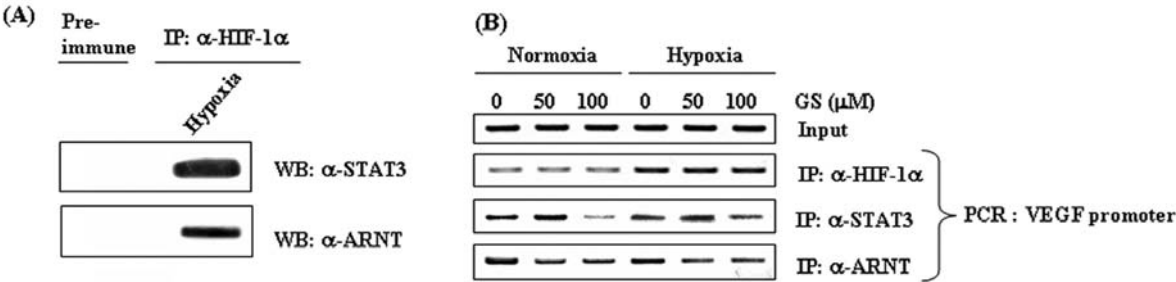 (A)
Pre-
immune
IP: α-HIF-1α
Hypoxia
WB: α-STAT3
WB: α-ARNT
(B)
Normoxia Hypoxia
0 50 100 0 50 100 GS (μM)
Input
IP: α-HIF-1α
IP: α-STAT3
IP: α-ARNT
PCR : VEGF promoter